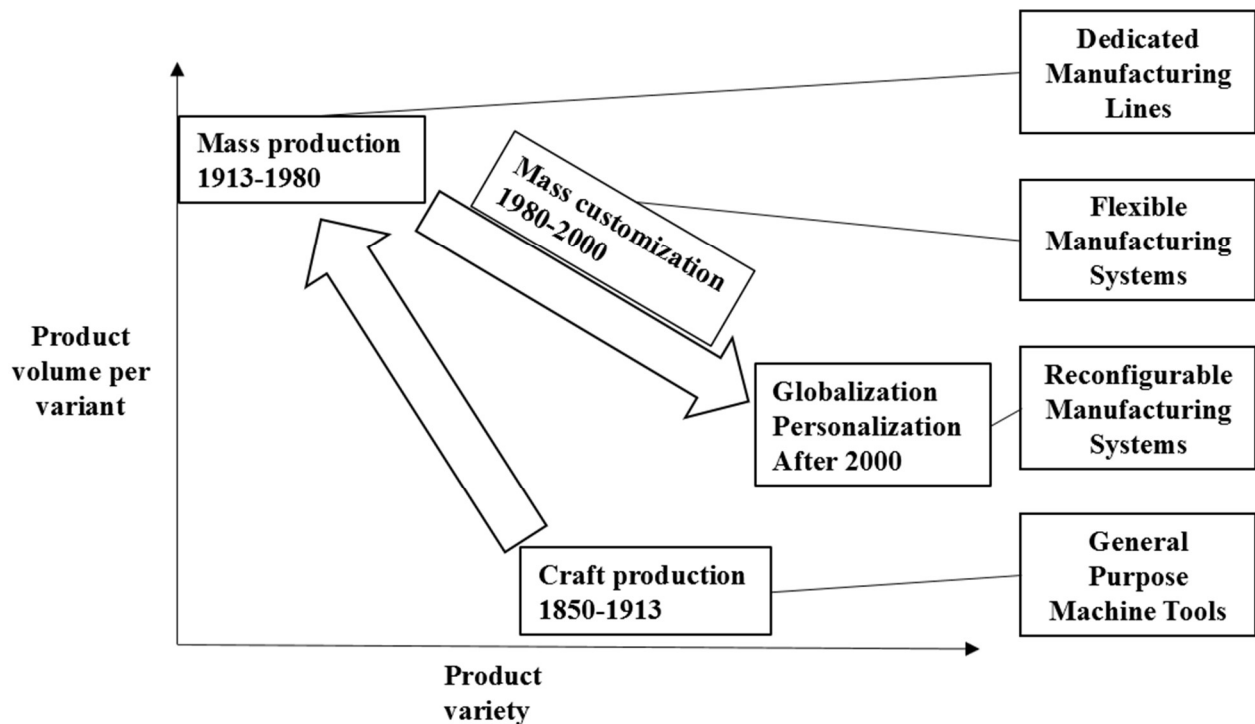 Dedicated
Manufacturing
Lines
Mass production
1913-1980
Mass customization
1980-2000
Flexible
Manufacturing
Systems
Product
volume per
variant
Globalization
Personalization
After 2000
Reconfigurable
Manufacturing
Systems
Craft production
1850-1913
General
Purpose
Machine Tools
Product
variety